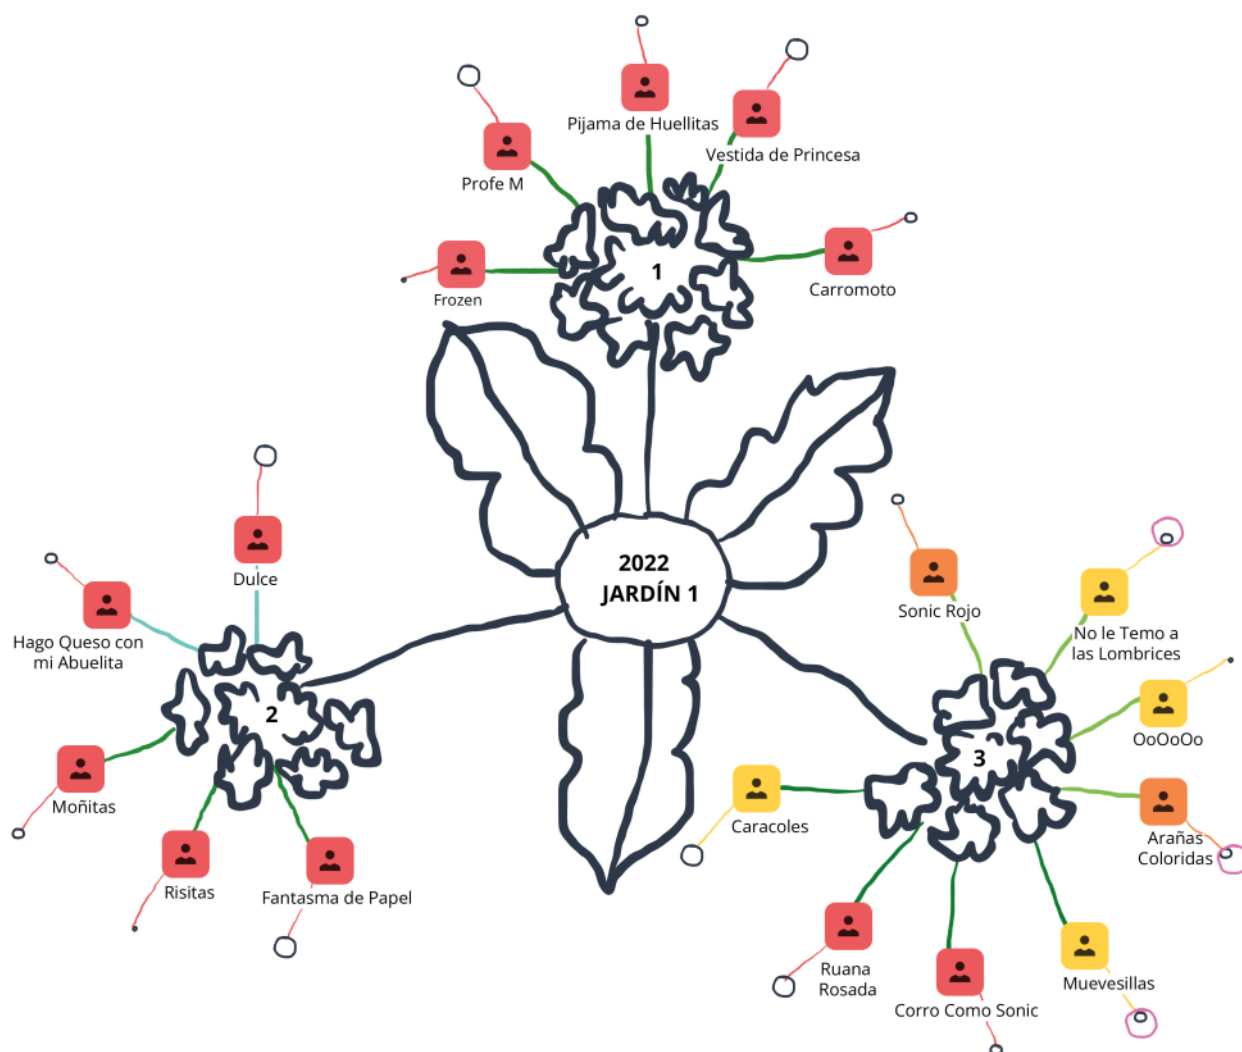 Pijama de Huellitas
Vestida de Princesa
Profe M
Frozen
1
Carromoto
2022
JARDÍN 1
Dulce
Hago Queso con
mi Abuelita
2
Moñitas
Risitas
Fantasma de Papel
Sonic Rojo
No le Temo a
las Lombrices
OoOoOo
3
Caracoles
Arañas
Coloridas
Ruana
Rosada
Corro Como Sonic
Muevesillas